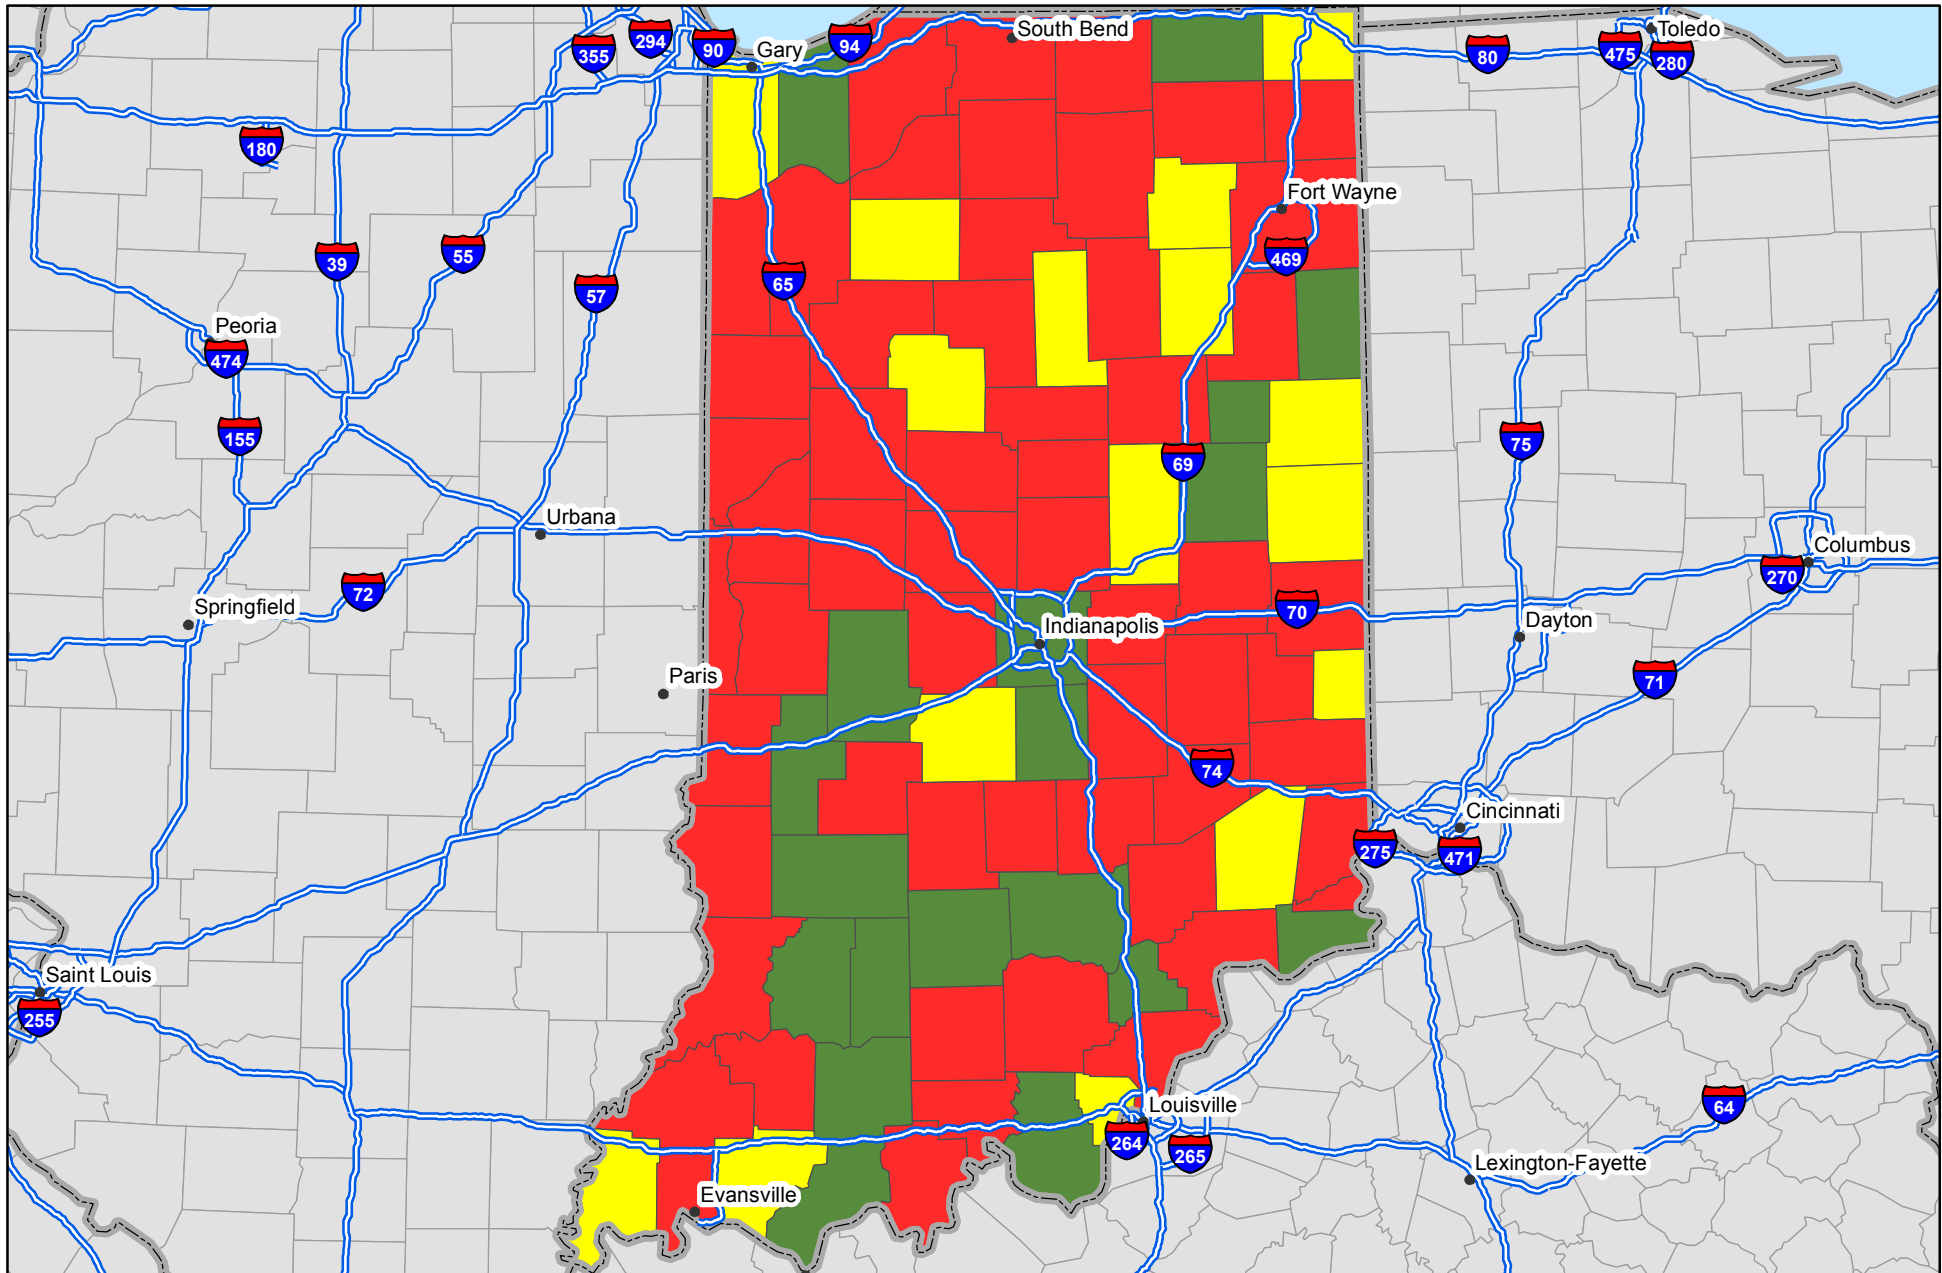 355
294
90
Gary
94
South Bend
80
475
Toledo
280
180
Fort Wayne
39
55
57
65
469
Peoria
474
155
75
69
Urbana
Columbus
270
72
Springfield
70
Indianapolis
Dayton
Paris
71
74
Cincinnati
275
471
Saint Louis
255
Louisville
64
264
265
Lexington-Fayette
Evansville